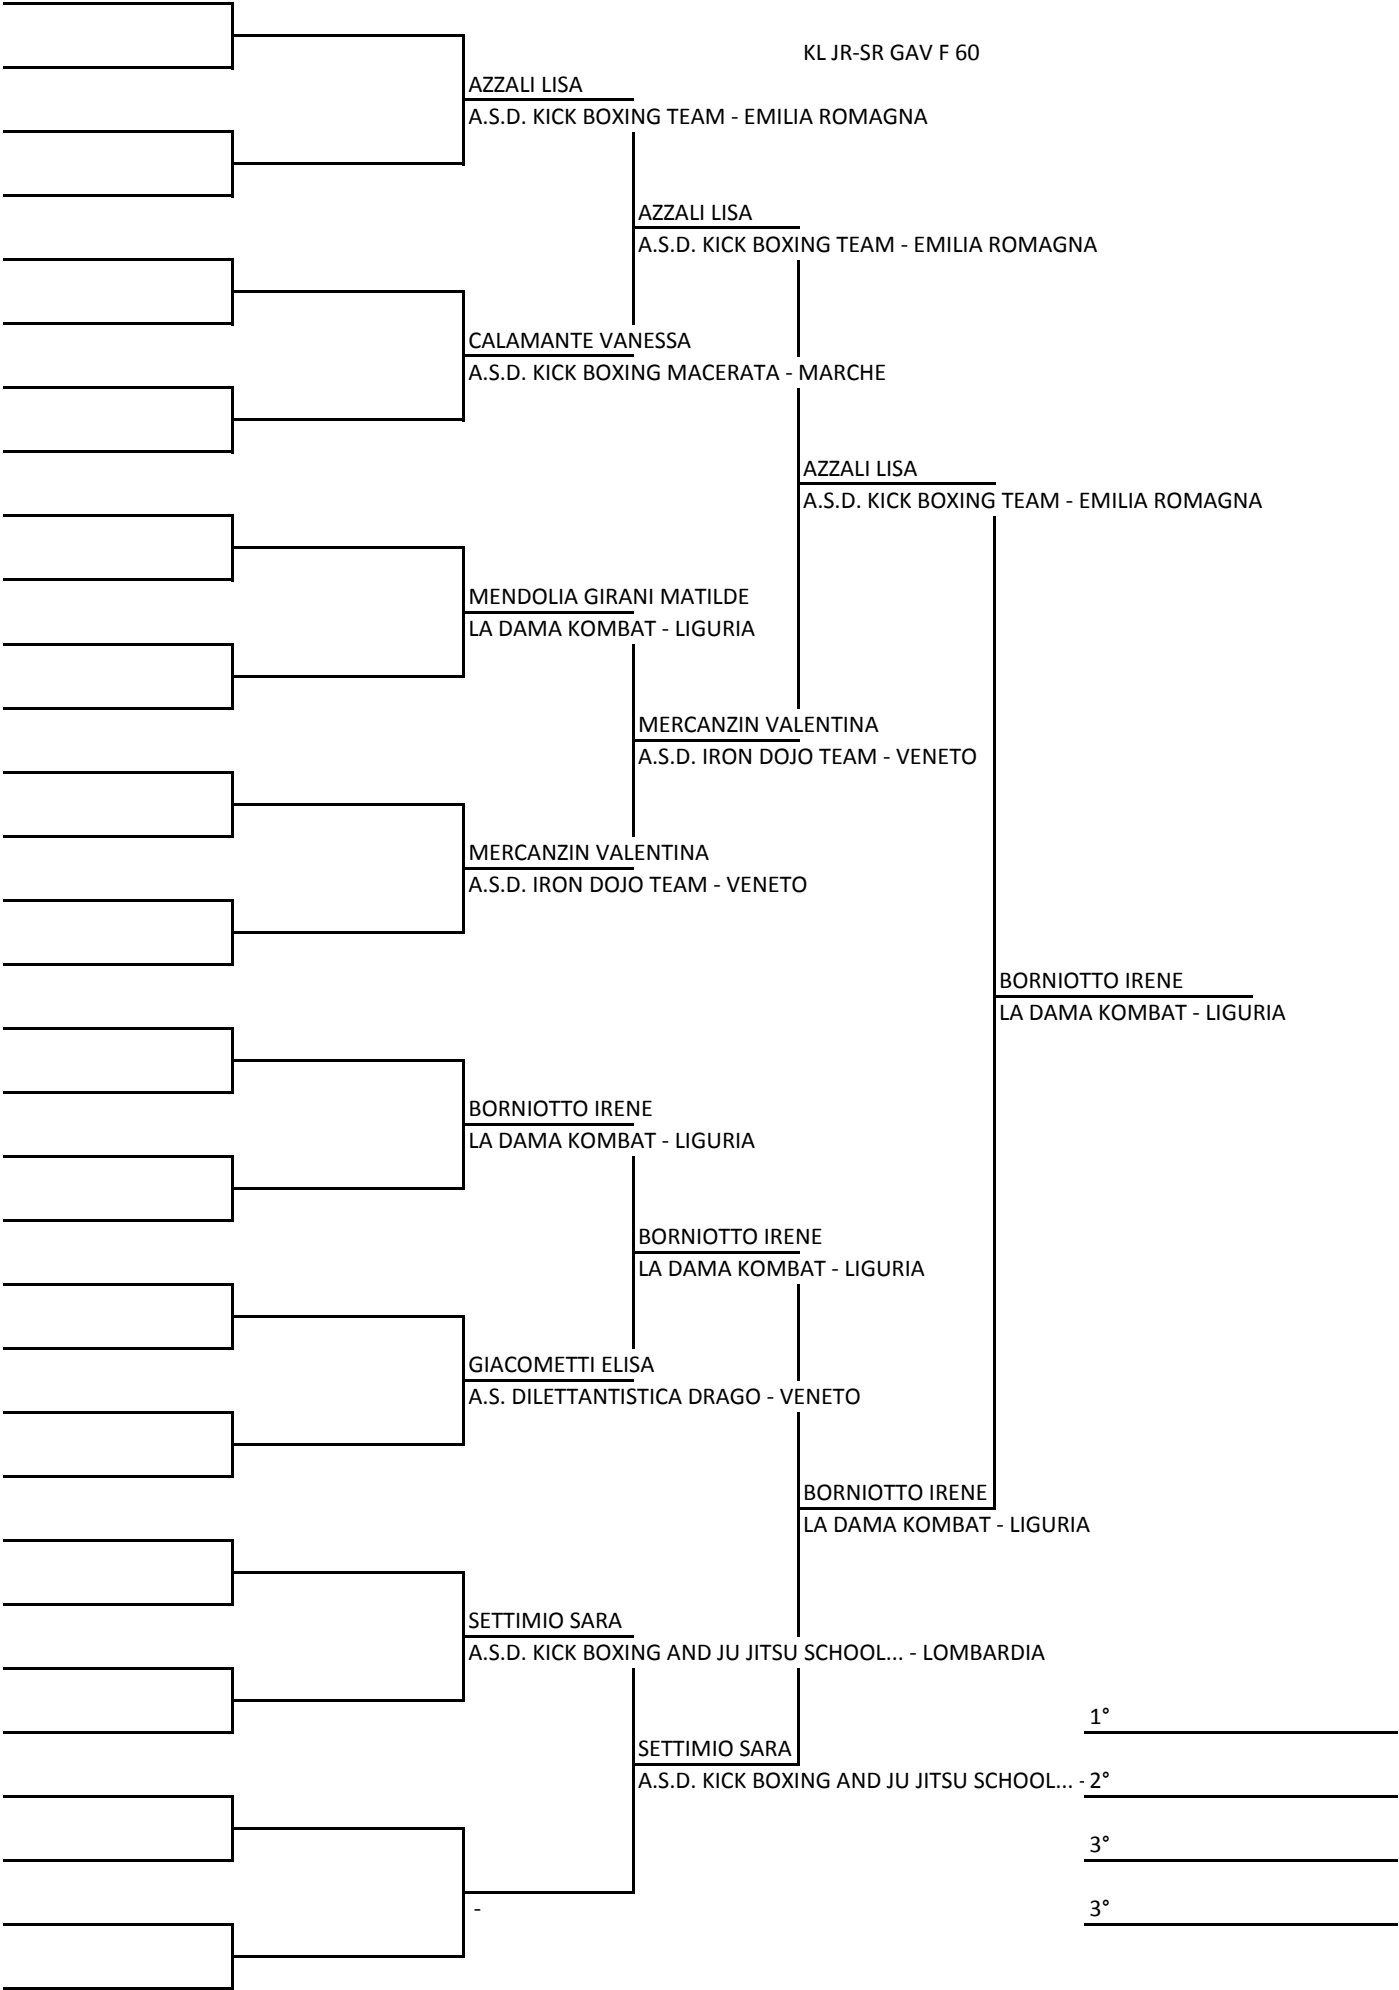 KL JR-SR GAV F 60
AZZALI LISA
A.S.D. KICK BOXING TEAM - EMILIA ROMAGNA
AZZALI LISA
A.S.D. KICK BOXING TEAM - EMILIA ROMAGNA
CALAMANTE VANESSA
A.S.D. KICK BOXING MACERATA - MARCHE
AZZALI LISA
A.S.D. KICK BOXING TEAM - EMILIA ROMAGNA
MENDOLIA GIRANI MATILDE
LA DAMA KOMBAT - LIGURIA
MERCANZIN VALENTINA
A.S.D. IRON DOJO TEAM - VENETO
MERCANZIN VALENTINA
A.S.D. IRON DOJO TEAM - VENETO
BORNIOTTO IRENE
LA DAMA KOMBAT - LIGURIA
BORNIOTTO IRENE
LA DAMA KOMBAT - LIGURIA
BORNIOTTO IRENE
LA DAMA KOMBAT - LIGURIA
GIACOMETTI ELISA
A.S. DILETTANTISTICA DRAGO - VENETO
BORNIOTTO IRENE
LA DAMA KOMBAT - LIGURIA
SETTIMIO SARA
A.S.D. KICK BOXING AND JU JITSU SCHOOL... - LOMBARDIA
1°
SETTIMIO SARA
A.S.D. KICK BOXING AND JU JITSU SCHOOL... -
2°
3°
3°
-